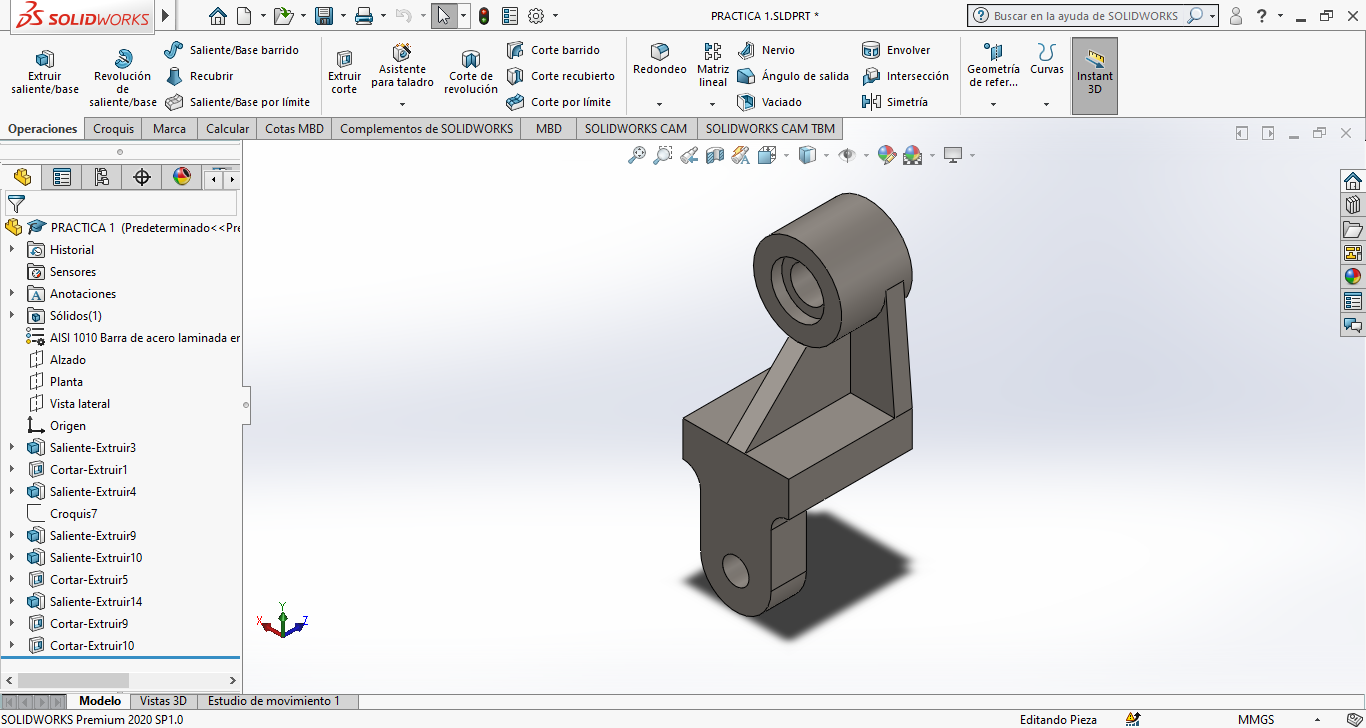 SOLIDWORKS
PRACTICA 1.SLDPRT *
Buscar en la ayuda de SOLIDWORKS
?
Extruir
saliente/base
Revolución
de
saliente/base
Saliente/Base barrido
Recubrir
Saliente/Base por límite
Extruir
corte
Asistente
para taladro
Corte de
revolución
Corte barrido
Corte recubierto
Corte por límite
Redondeo
Matriz
lineal
Nervio
Ángulo de salida
Vaciado
Envolver
Intersección
Simetría
Geometría
de refer...
Curvas
Instant
3D
Operaciones
Croquis
Marca
Calcular
Cotas MBD
Complementos de SOLIDWORKS
MBD
SOLIDWORKS CAM
SOLIDWORKS CAM TBM
PRACTICA 1 (Predeterminado<<Pre
Historial
Sensores
Anotaciones
Sólidos(1)
AISI 1010 Barra de acero laminada en
Alzado
Planta
Vista lateral
Origen
Saliente-Extruir3
Cortar-Extruir1
Saliente-Extruir4
Croquis7
Saliente-Extruir9
Saliente-Extruir10
Cortar-Extruir5
Saliente-Extruir14
Cortar-Extruir9
Cortar-Extruir10
Y
X
Z
Modelo
Vistas 3D
Estudio de movimiento 1
SOLIDWORKS Premium 2020 SP1.0
Editando Pieza
MMGS